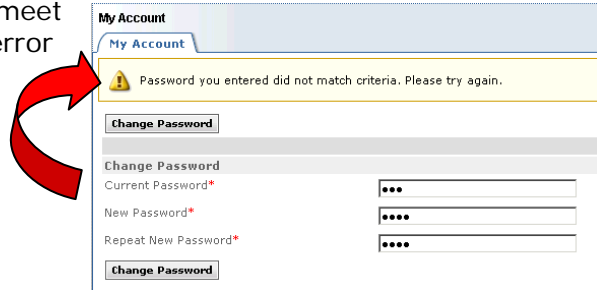 meet
error
My Account
My Account
Password you entered did not match criteria. Please try again.
Change Password
Change Password
Current Password*
New Password*
Repeat New Password*
Change Password